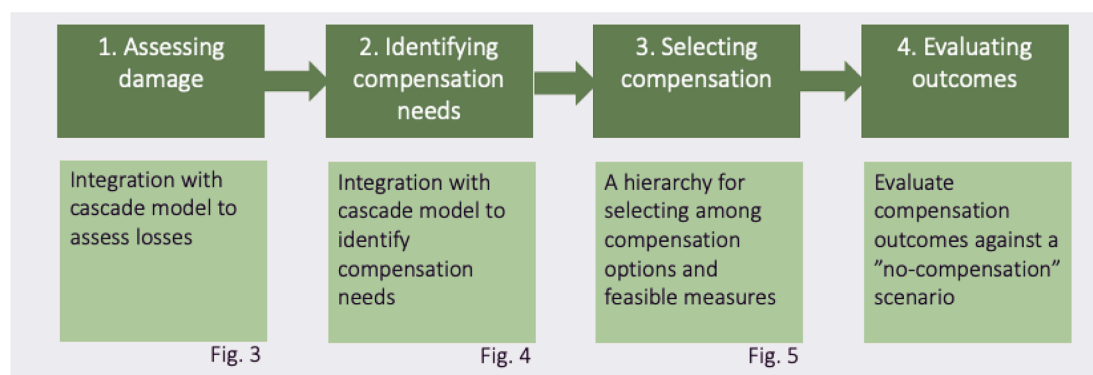 1. Assessing
damage
2. Identifying
compensation
needs
3. Selecting
compensation
4. Evaluating
outcomes
Integration with
cascade model to
assess losses
Fig. 3
Integration with
cascade model to
identify
compensation
needs
Fig. 4
A hierarchy for
selecting among
compensation
options and
feasible measures
Fig. 5
Evaluate
compensation
outcomes against a
”no-compensation”
scenario